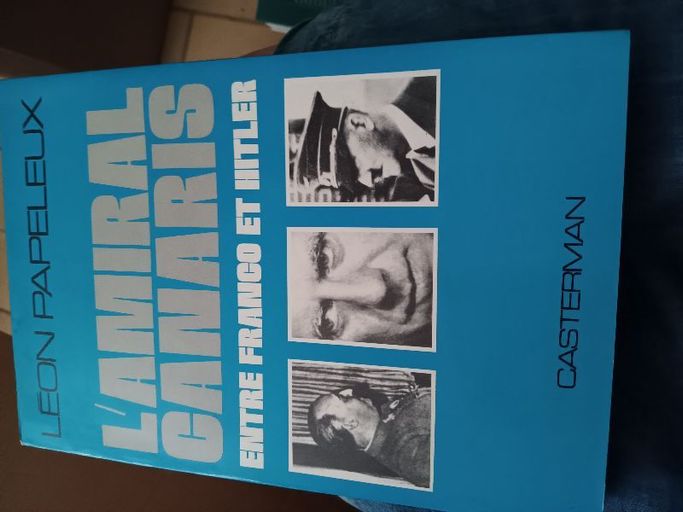 LÉON PAPELEUX
L'AMIRAL
CANARIS
ENTRE FRANCO ET HITLER
CASTERMAN